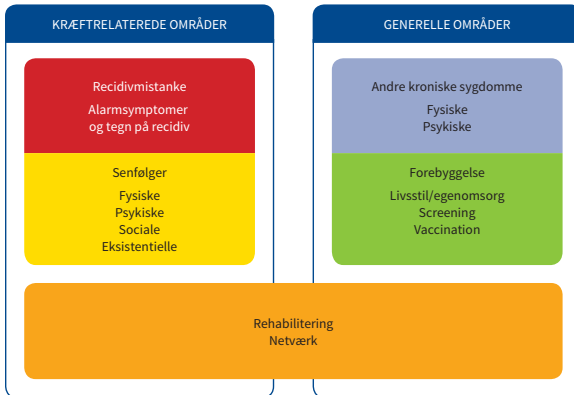 KRÆFTRELATEREDE OMRÅDER
Recidivmistanke
Alarmsymptomer
og tegn på recidiv
Senfølger
Fysiske
Psykiske
Sociale
Eksistentielle
GENERELLE OMRÅDER
Andre kroniske sygdomme
Fysiske
Psykiske
Forebyggelse
Livsstil/egenomsorg
Screening
Vaccination
Rehabilitering
Netværk